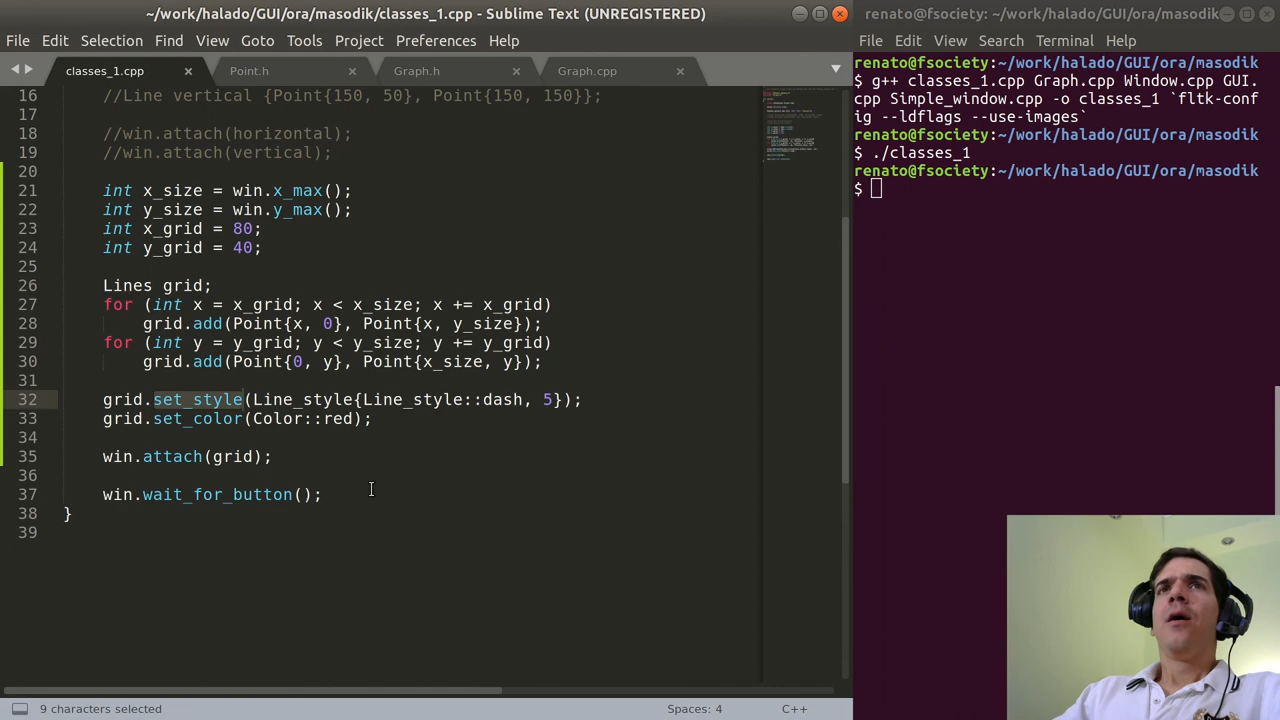 ~/work/halado/GUI/ora/masodik/classes_1.cpp - Sublime Text (UNREGISTERED)
File Edit Selection Find View Goto Tools Project Preferences Help
classes_1.cpp Point.h Graph.h Graph.cpp
16 //Line vertical {Point{150, 50}, Point{150, 150}};
17
18 //win.attach(horizontal);
19 //win.attach(vertical);
20
21 int x_size = win.x_max();
22 int y_size = win.y_max();
23 int x_grid = 80;
24 int y_grid = 40;
25
26 Lines grid;
27 for (int x = x_grid; x < x_size; x += x_grid)
28 grid.add(Point{x, 0}, Point{x, y_size});
29 for (int y = y_grid; y < y_size; y += y_grid)
30 grid.add(Point{0, y}, Point{x_size, y});
31
32 grid.set_style(Line_style{Line_style::dash, 5});
33 grid.set_color(Color::red);
34
35 win.attach(grid);
36
37 win.wait_for_button();
38 }
39
9 characters selected Spaces: 4 C++
renato@fsociety: ~/work/halado/GUI/ora/masodik
File Edit View Search Terminal Help
renato@fsociety:~/work/halado/GUI/ora/masodik
$ g++ classes_1.cpp Graph.cpp Window.cpp GUI.
cpp Simple_window.cpp -o classes_1 `fltk-conf
ig --ldflags --use-images`
renato@fsociety:~/work/halado/GUI/ora/masodik
$ ./classes_1
renato@fsociety:~/work/halado/GUI/ora/masodik
$